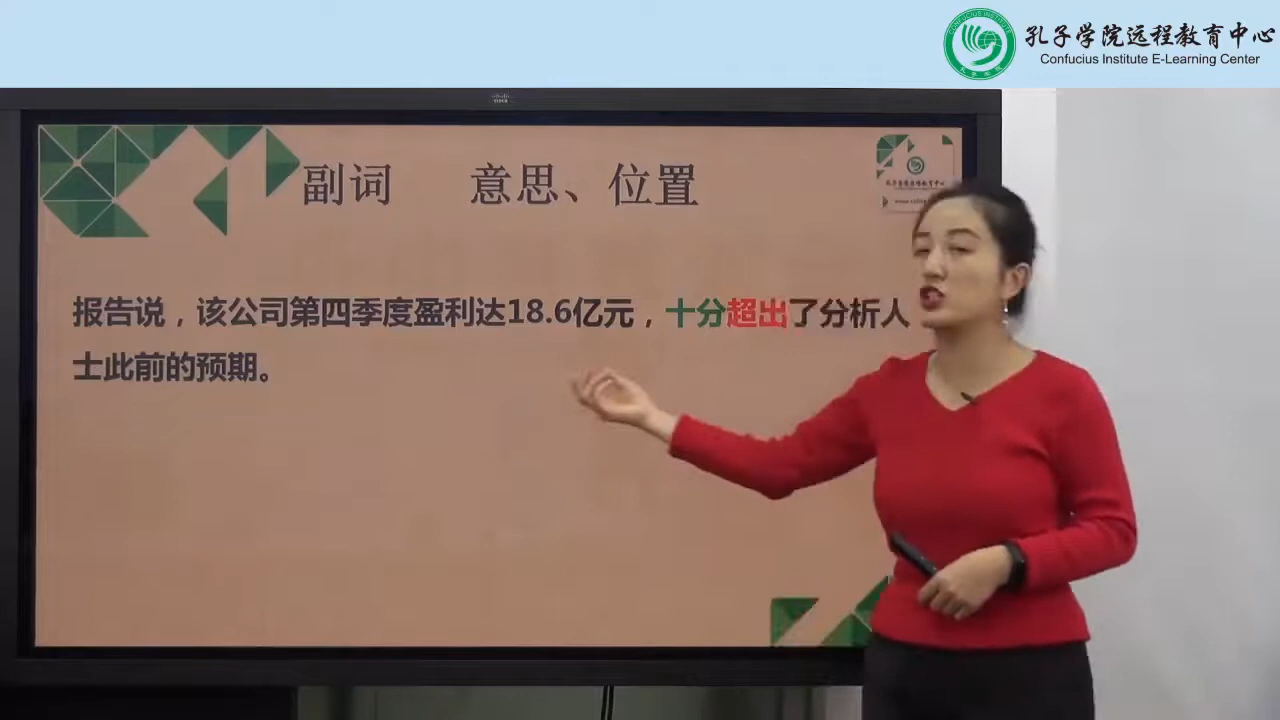 孔子学院远程教育中心
Confucius Institute E-Learning Center
CONFUCIUS INSTITUTE
副词 意思、位置
报告说，该公司第四季度盈利达18.6亿元，十分超出了分析人
士此前的预期。